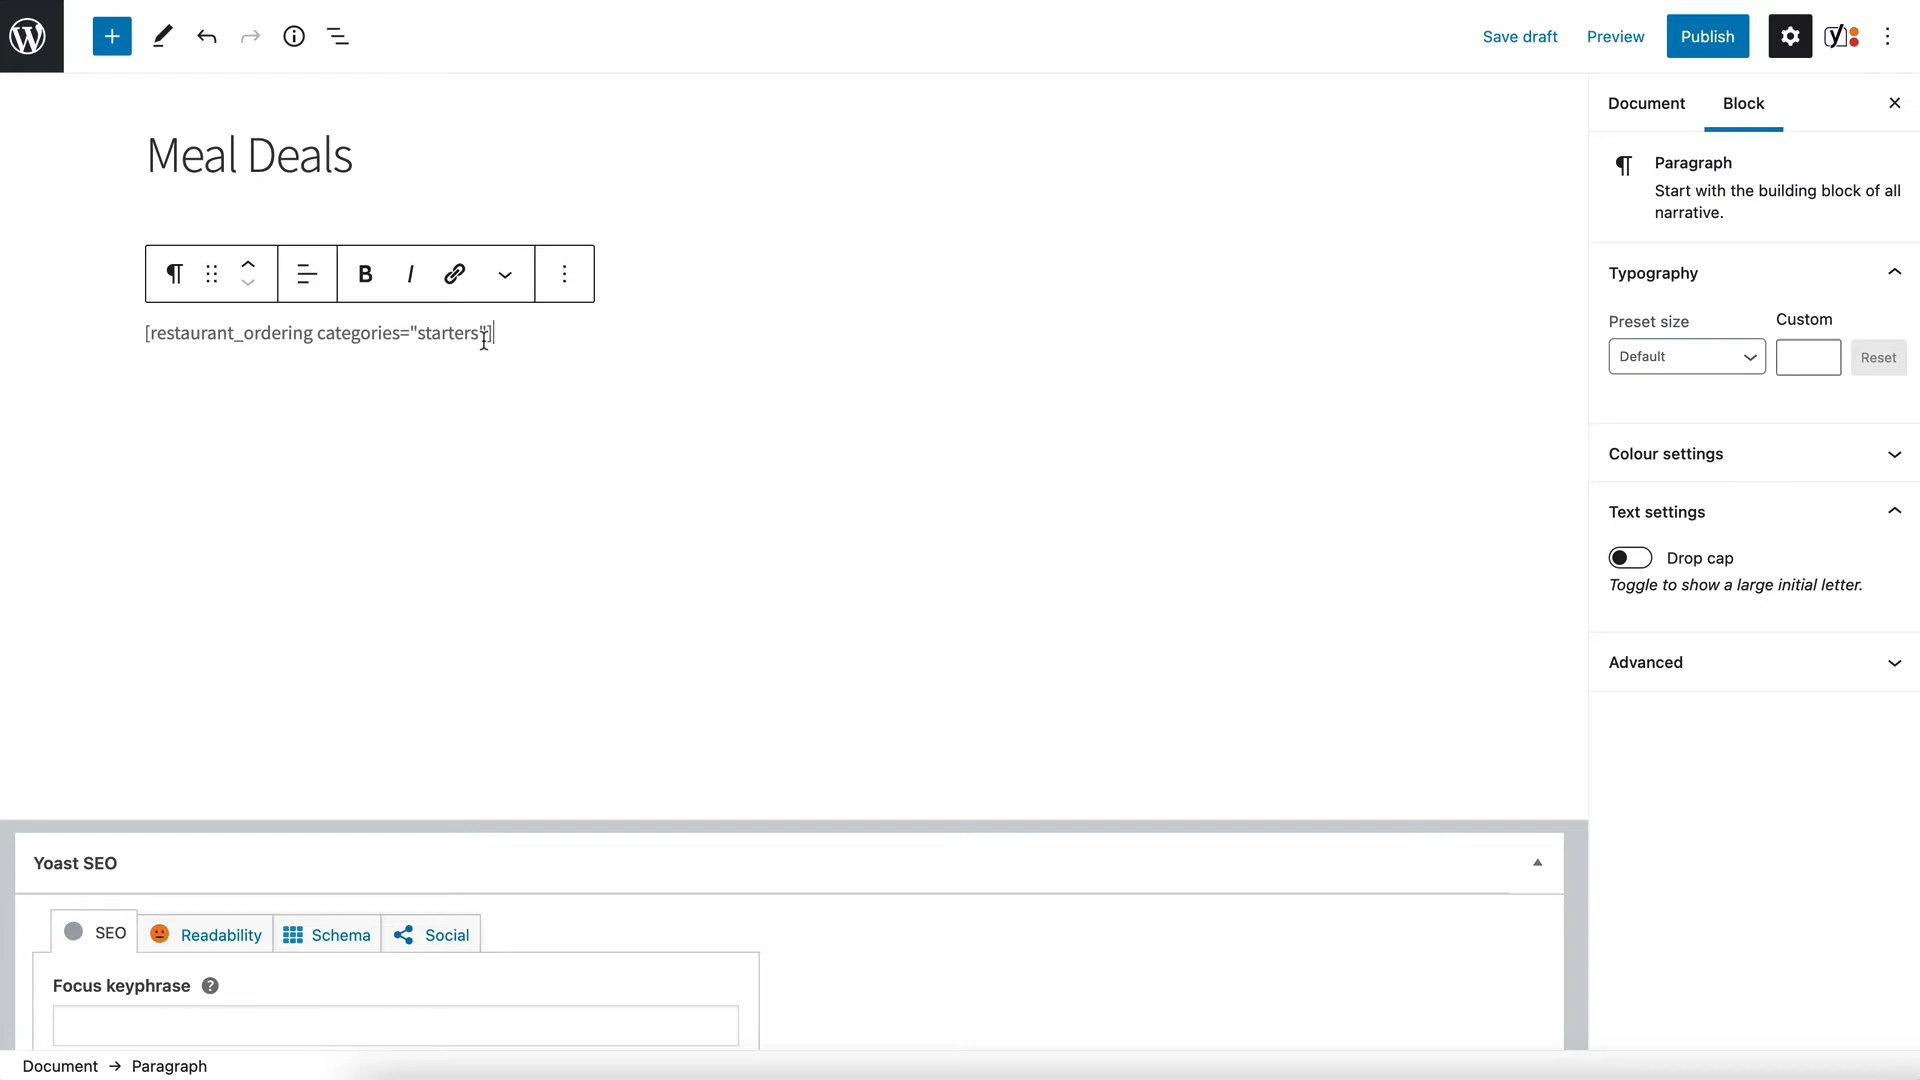 Save draft Preview Publish
Document Block
Meal Deals
Paragraph
Start with the building block of all
narrative.
B I
Typography
[restaurant_ordering categories="starters"]
Preset size Custom
Default Reset
Colour settings
Text settings
Drop cap
Toggle to show a large initial letter.
Advanced
Yoast SEO
SEO Readability Schema Social
Focus keyphrase ?
Document → Paragraph